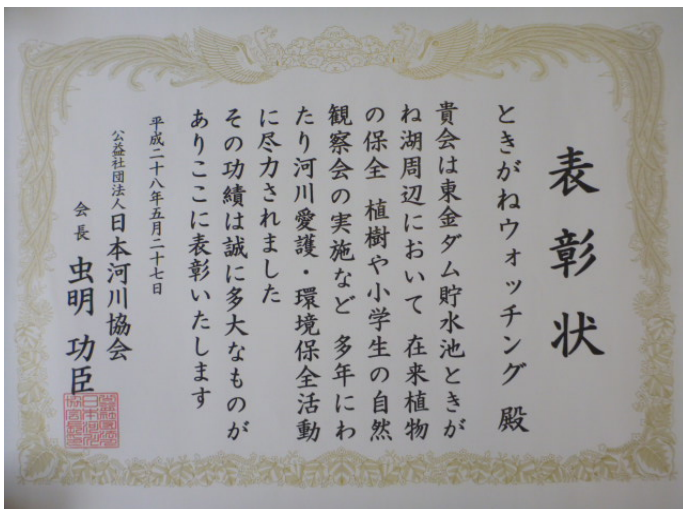 表彰状
ときがねウォッチング 殿
貴会は東金ダム貯水池ときが
ね湖周辺において 在来植物
の保全 植樹や小学生の自然
観察会の実施など 多年にわ
たり河川愛護・環境保全活動
に尽力されました
その功績は誠に多大なものが
ありここに表彰いたします
平成二十八年五月二十七日
公益社団法人日本河川協会
会長 虫明 功臣